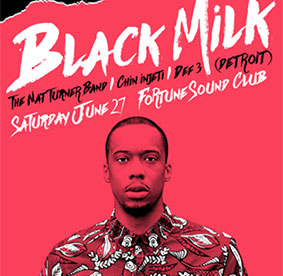 BLACK MILK
THE NAT TURNER BAND / CHIN INJETI / DEE 3 (DETROIT)
SATURDAY JUNE 27 FORTUNE SOUND CLUB